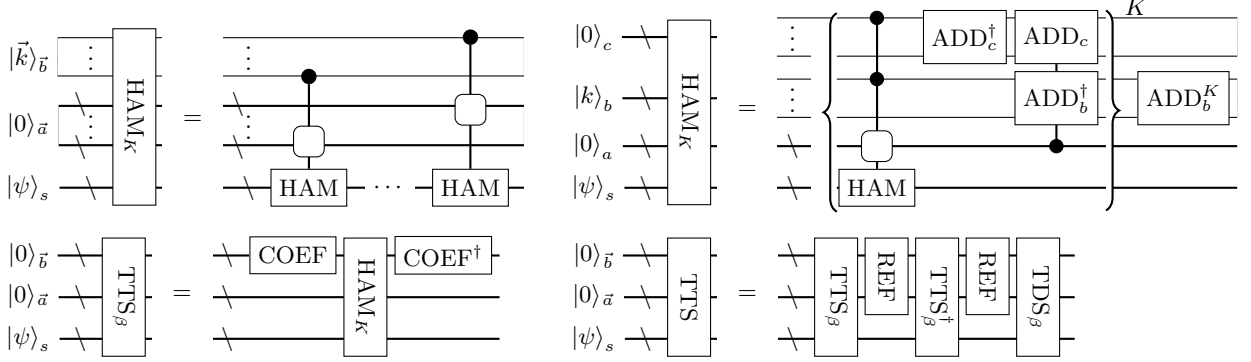 |k⃗⟩_b⃗
|0⟩_a⃗
|ψ⟩_s
⋮
⋮
HAM_K
=
⋮
⋮
HAM
⋯
HAM
|0⟩_c
|k⟩_b
|0⟩_a
|ψ⟩_s
⋮
⋮
HAM_K
=
⋮
⋮
{
HAM
ADD_c^†
ADD_c
ADD_b^†
}
K
ADD_b^K
|0⟩_b⃗
|0⟩_a⃗
|ψ⟩_s
TTS_β
=
COEF
HAM_K
COEF^†
|0⟩_b⃗
|0⟩_a⃗
|ψ⟩_s
TTS
=
TTS_β
REF
TTS_β^†
REF
TDS_β